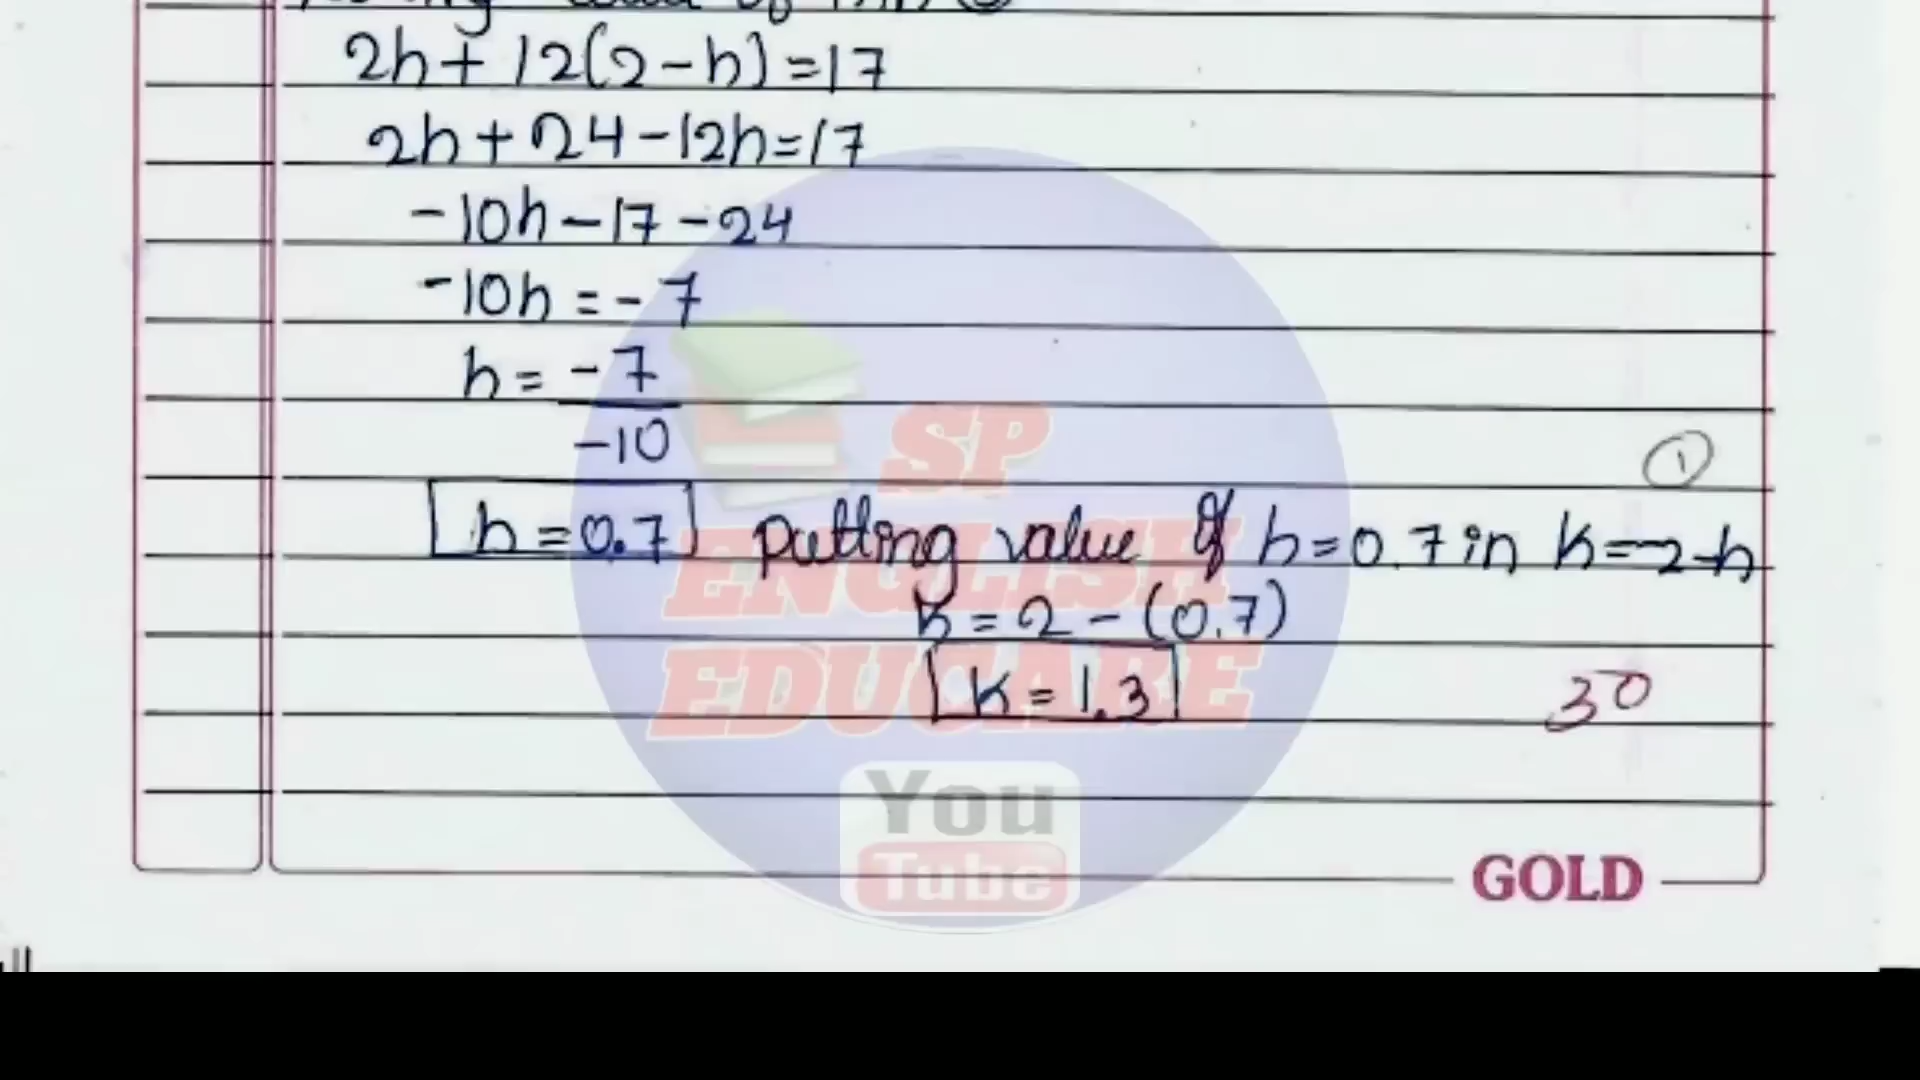 2h + 12(2 - h) = 17
2h + 24 - 12h = 17
- 10h - 17 - 24
- 10h = - 7
h = - 7
- 10
①
h = 0.7 putting value of h = 0.7 in K = 2 - h
K = 2 - (0.7)
K = 1.3
30
SP
ENGLISH
EDUCARE
You
Tube
GOLD